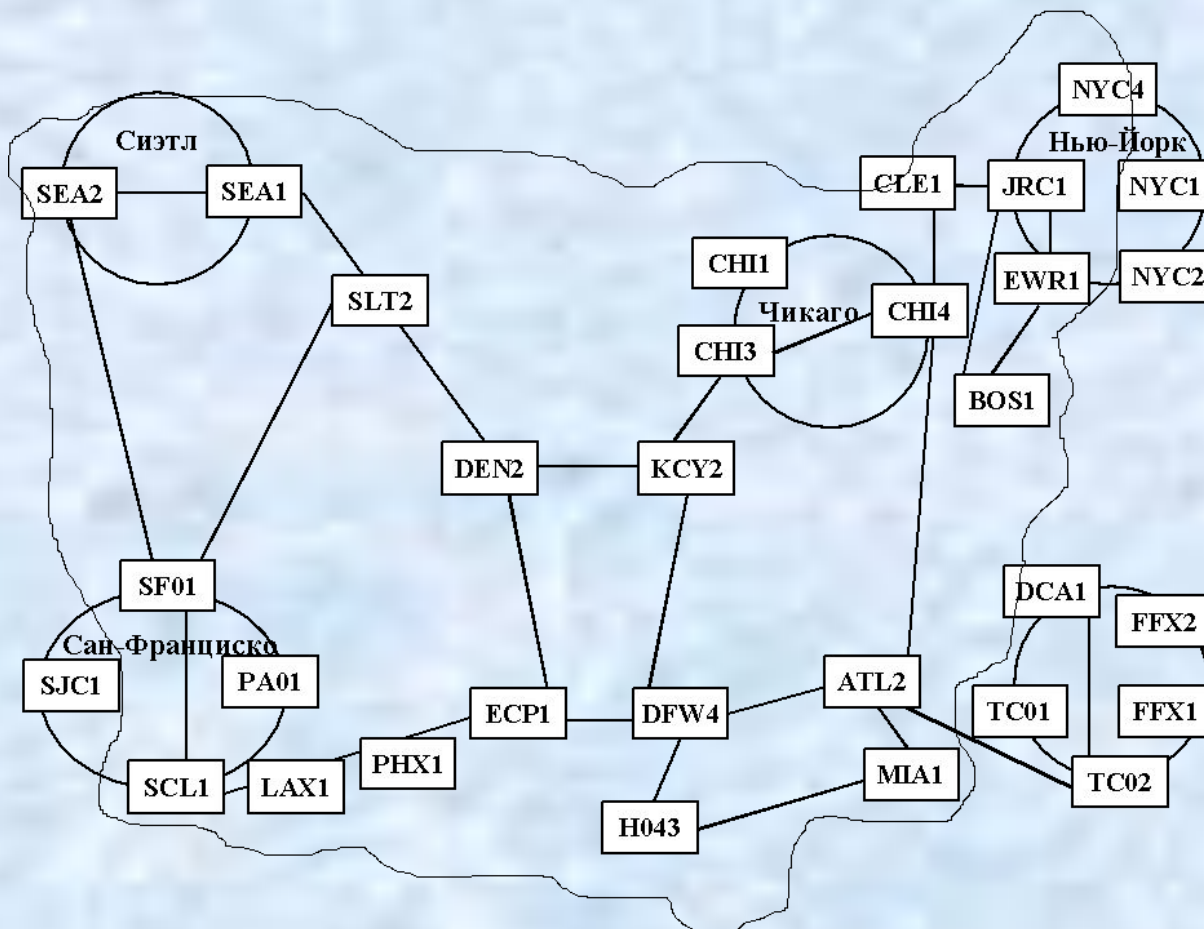 NYC4
Сиэтл
Нью-Йорк
SEA2
SEA1
CLE1
JRC1
NYC1
CHI1
EWR1
NYC2
SLT2
Чикаго
CHI4
CHI3
BOS1
DEN2
KCY2
SF01
DCA1
FFX2
Сан-Франциско
SJC1
PA01
ATL2
ECP1
DFW4
TC01
FFX1
PHX1
SCL1
LAX1
MIA1
TC02
H043